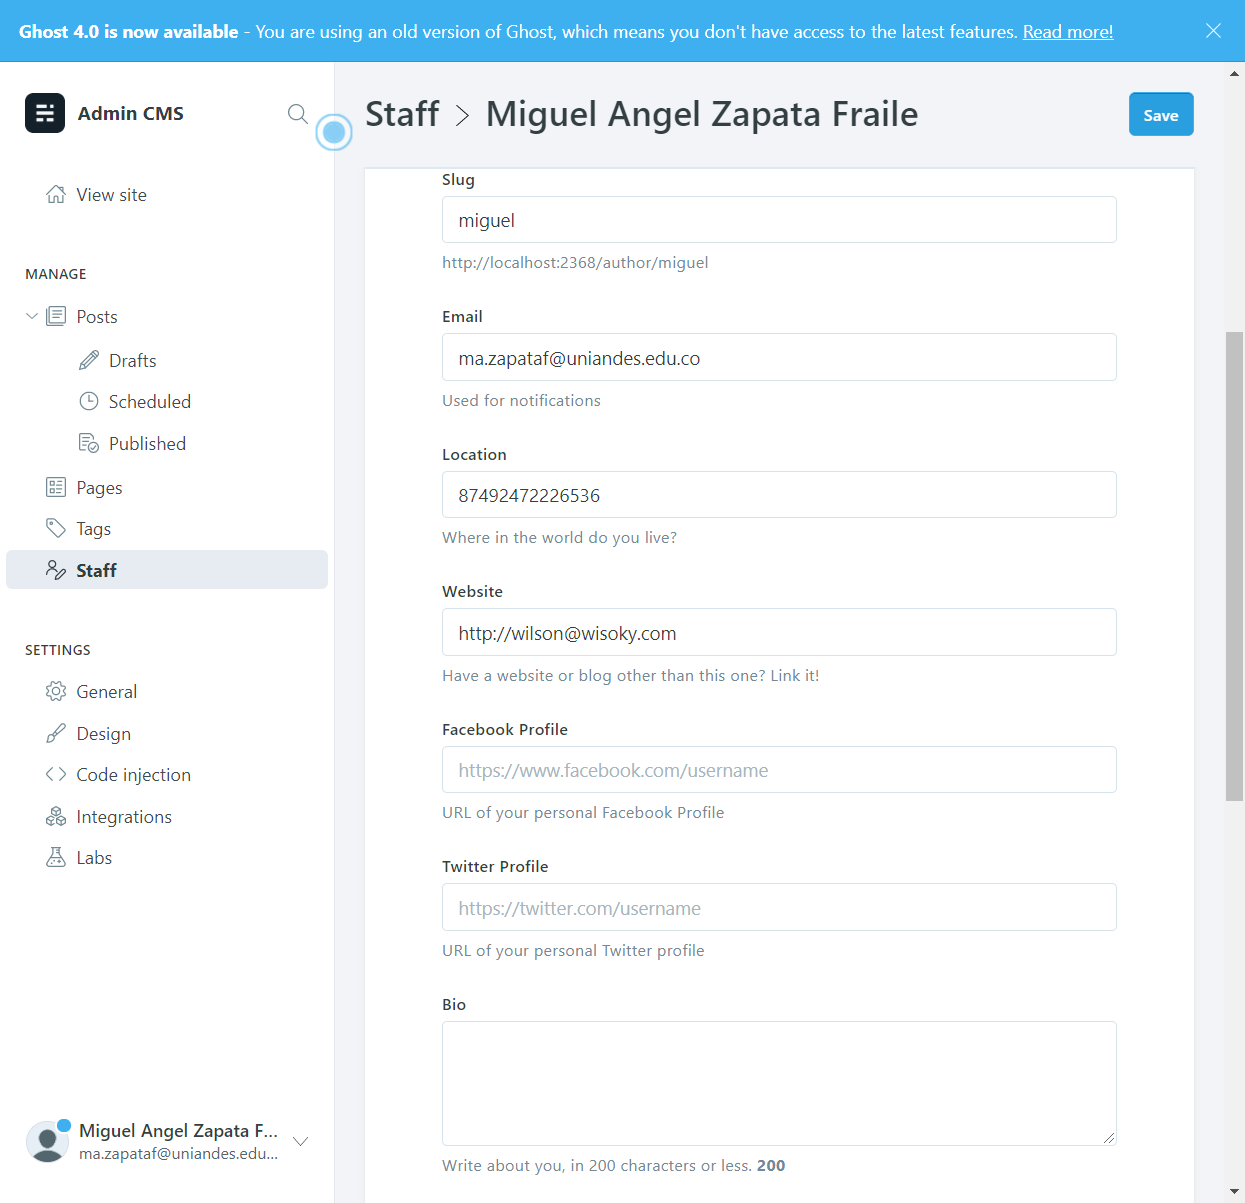 Ghost 4.0 is now available - You are using an old version of Ghost, which means you don't have access to the latest features. Read more!
Admin CMS
View site
MANAGE
Posts
Drafts
Scheduled
Published
Pages
Tags
Staff
SETTINGS
General
Design
Code injection
Integrations
Labs
Miguel Angel Zapata F...
ma.zapataf@uniandes.edu...
Staff > Miguel Angel Zapata Fraile
Save
Slug
miguel
http://localhost:2368/author/miguel
Email
ma.zapataf@uniandes.edu.co
Used for notifications
Location
87492472226536
Where in the world do you live?
Website
http://wilson@wisoky.com
Have a website or blog other than this one? Link it!
Facebook Profile
https://www.facebook.com/username
URL of your personal Facebook Profile
Twitter Profile
https://twitter.com/username
URL of your personal Twitter profile
Bio
Write about you, in 200 characters or less. 200